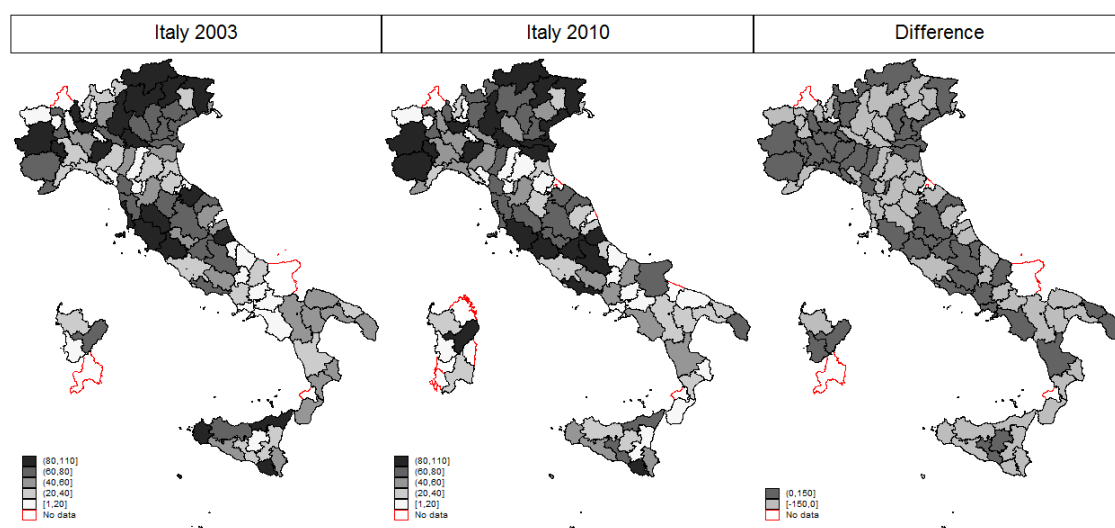 Italy 2003
Italy 2010
Difference
(80,110]
(60,80]
(40,60]
(20,40]
[1,20]
No data
(80,110]
(60,80]
(40,60]
(20,40]
[1,20]
No data
(0,150]
[-150,0]
No data